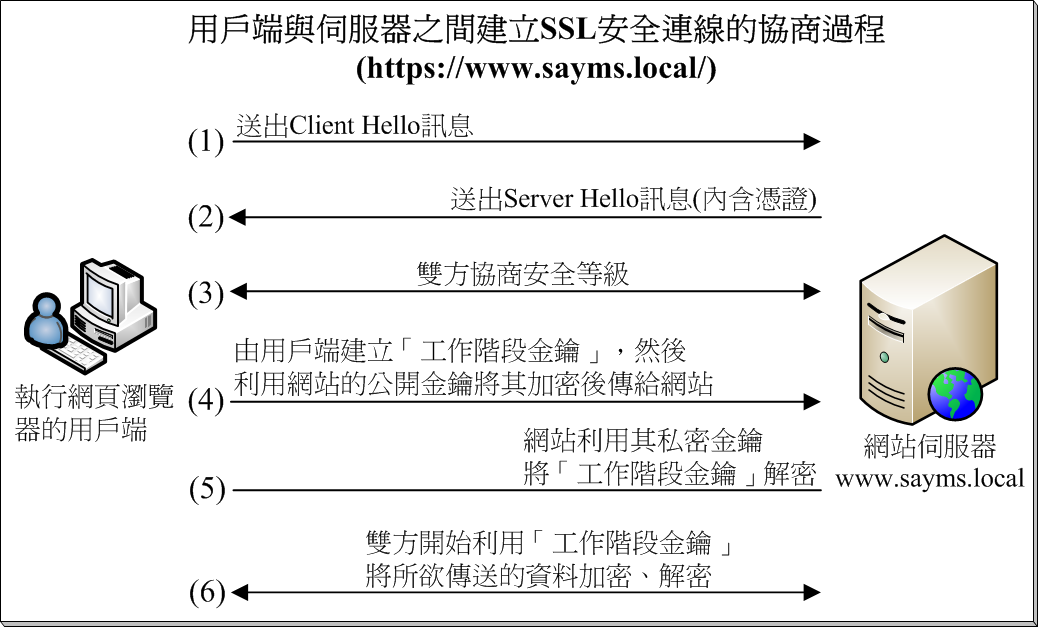 用戶端與伺服器之間建立SSL安全連線的協商過程
(https://www.sayms.local/)
(1) 送出Client Hello訊息
(2) 送出Server Hello訊息(內含憑證)
(3) 雙方協商安全等級
(4) 由用戶端建立「工作階段金鑰」，然後
利用網站的公開金鑰將其加密後傳給網站
執行網頁瀏覽
器的用戶端
網站伺服器
www.sayms.local
(5) 網站利用其私密金鑰
將「工作階段金鑰」解密
(6) 雙方開始利用「工作階段金鑰」
將所欲傳送的資料加密、解密